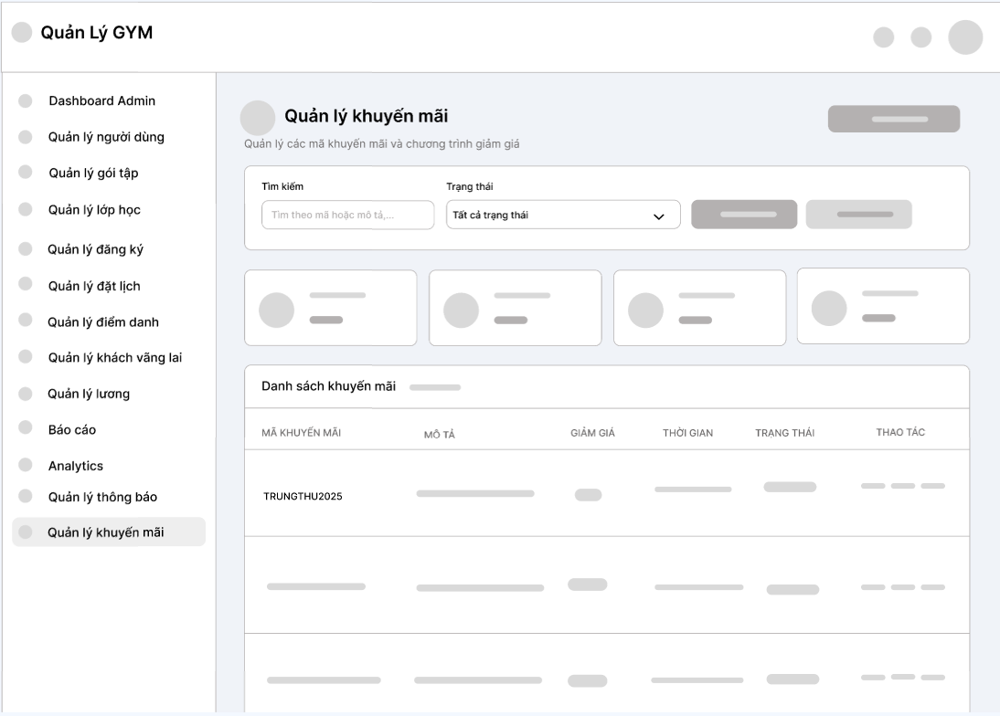 Quản Lý GYM
Dashboard Admin
Quản lý người dùng
Quản lý gói tập
Quản lý lớp học
Quản lý đăng ký
Quản lý đặt lịch
Quản lý điểm danh
Quản lý khách vãng lai
Quản lý lương
Báo cáo
Analytics
Quản lý thông báo
Quản lý khuyến mãi
Quản lý khuyến mãi
Quản lý các mã khuyến mãi và chương trình giảm giá
Tìm kiếm
Trạng thái
Tìm theo mã hoặc mô tả,...
Tất cả trạng thái
Danh sách khuyến mãi
MÃ KHUYẾN MÃI
MÔ TẢ
GIẢM GIÁ
THỜI GIAN
TRẠNG THÁI
THAO TÁC
TRUNGTHU2025